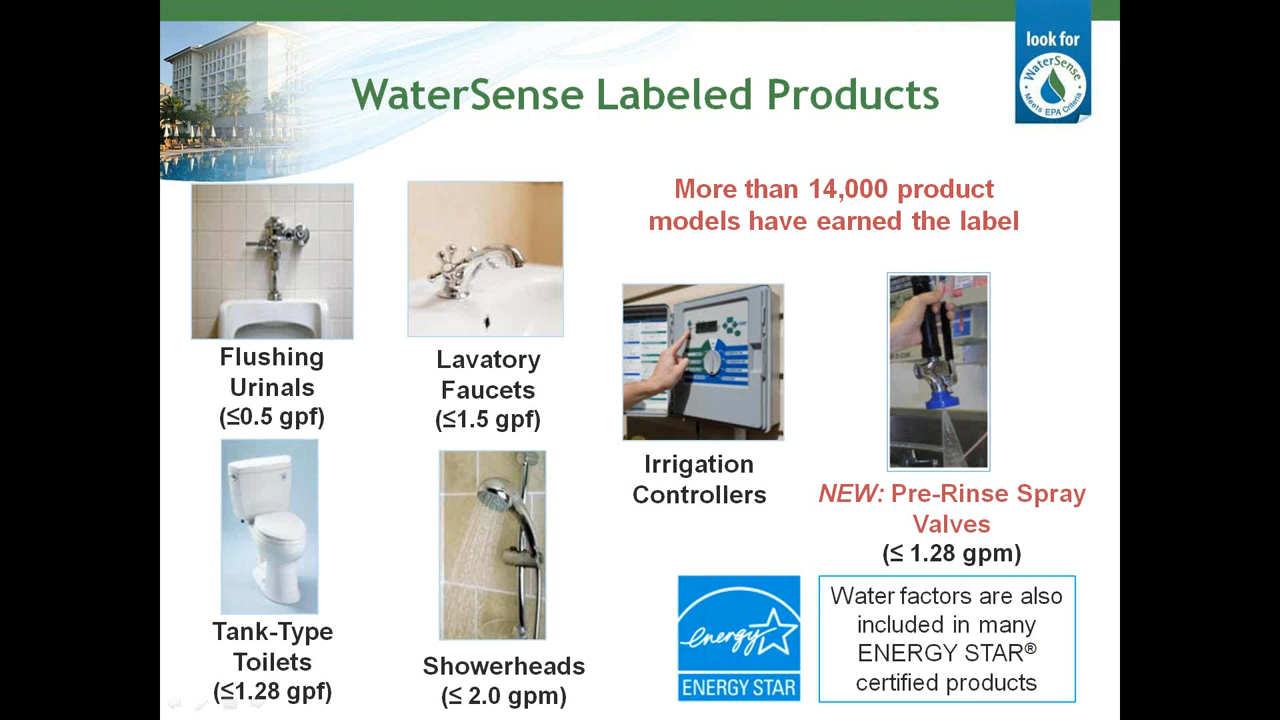 look for
WaterSense
Meets EPA Criteria
WaterSense Labeled Products
More than 14,000 product
models have earned the label
Flushing
Urinals
(≤0.5 gpf)
Lavatory
Faucets
(≤1.5 gpf)
Irrigation
Controllers
NEW: Pre-Rinse Spray
Valves
(≤ 1.28 gpm)
Tank-Type
Toilets
(≤1.28 gpf)
Showerheads
(≤ 2.0 gpm)
energy
ENERGY STAR
Water factors are also
included in many
ENERGY STAR®
certified products